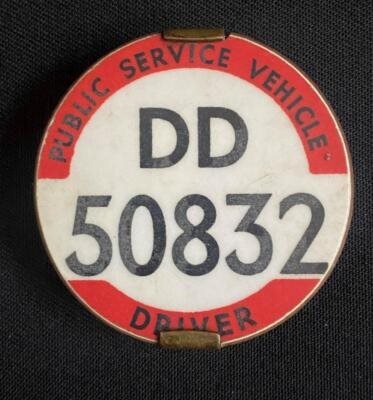 PUBLIC SERVICE VEHICLE
DD
50832
DRIVER